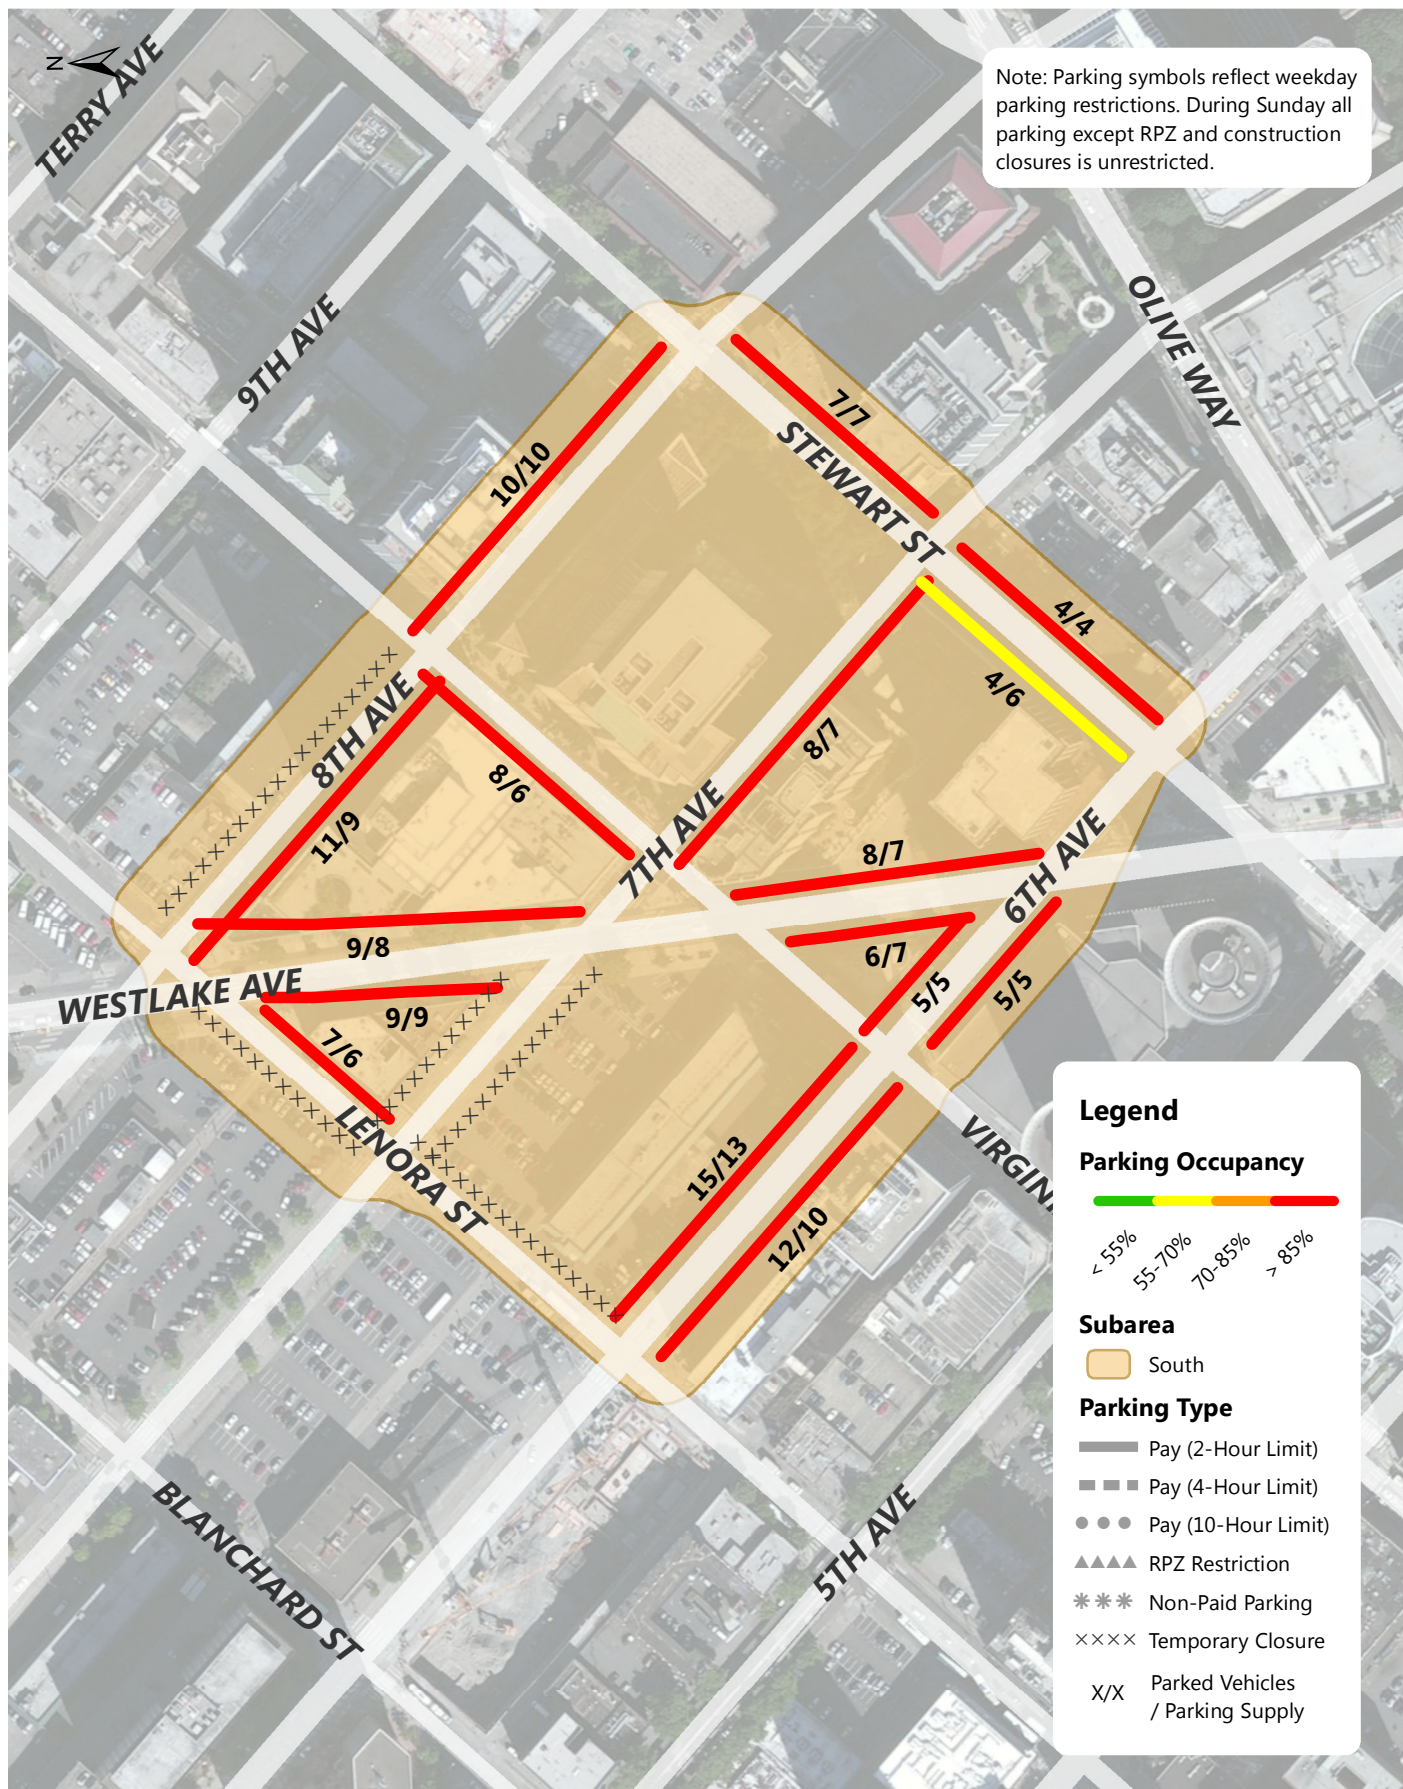 N
TERRY AVE
Note: Parking symbols reflect weekday
parking restrictions. During Sunday all
parking except RPZ and construction
closures is unrestricted.
9TH AVE
OLIVE WAY
7/7
STEWART ST
10/10
4/4
4/6
8TH AVE
8/7
8/6
11/9
7TH AVE
8/7
6TH AVE
9/8
6/7
WESTLAKE AVE
5/5
5/5
9/9
7/6
LENORA ST
15/13
12/10
VIRGIN
BLANCHARD ST
5TH AVE
Legend
Parking Occupancy
< 55%
55-70%
70-85%
> 85%
Subarea
South
Parking Type
Pay (2-Hour Limit)
Pay (4-Hour Limit)
Pay (10-Hour Limit)
RPZ Restriction
Non-Paid Parking
Temporary Closure
X/X Parked Vehicles
/ Parking Supply